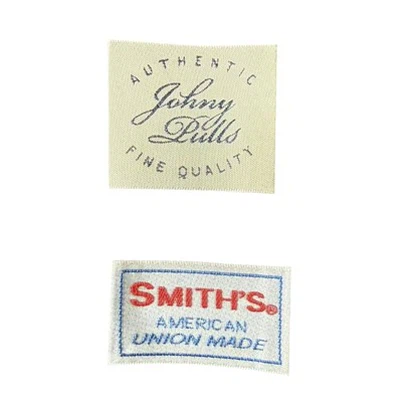 AUTHENTIC
Johny
Pulls
FINE QUALITY
SMITH'S®
AMERICAN
UNION MADE